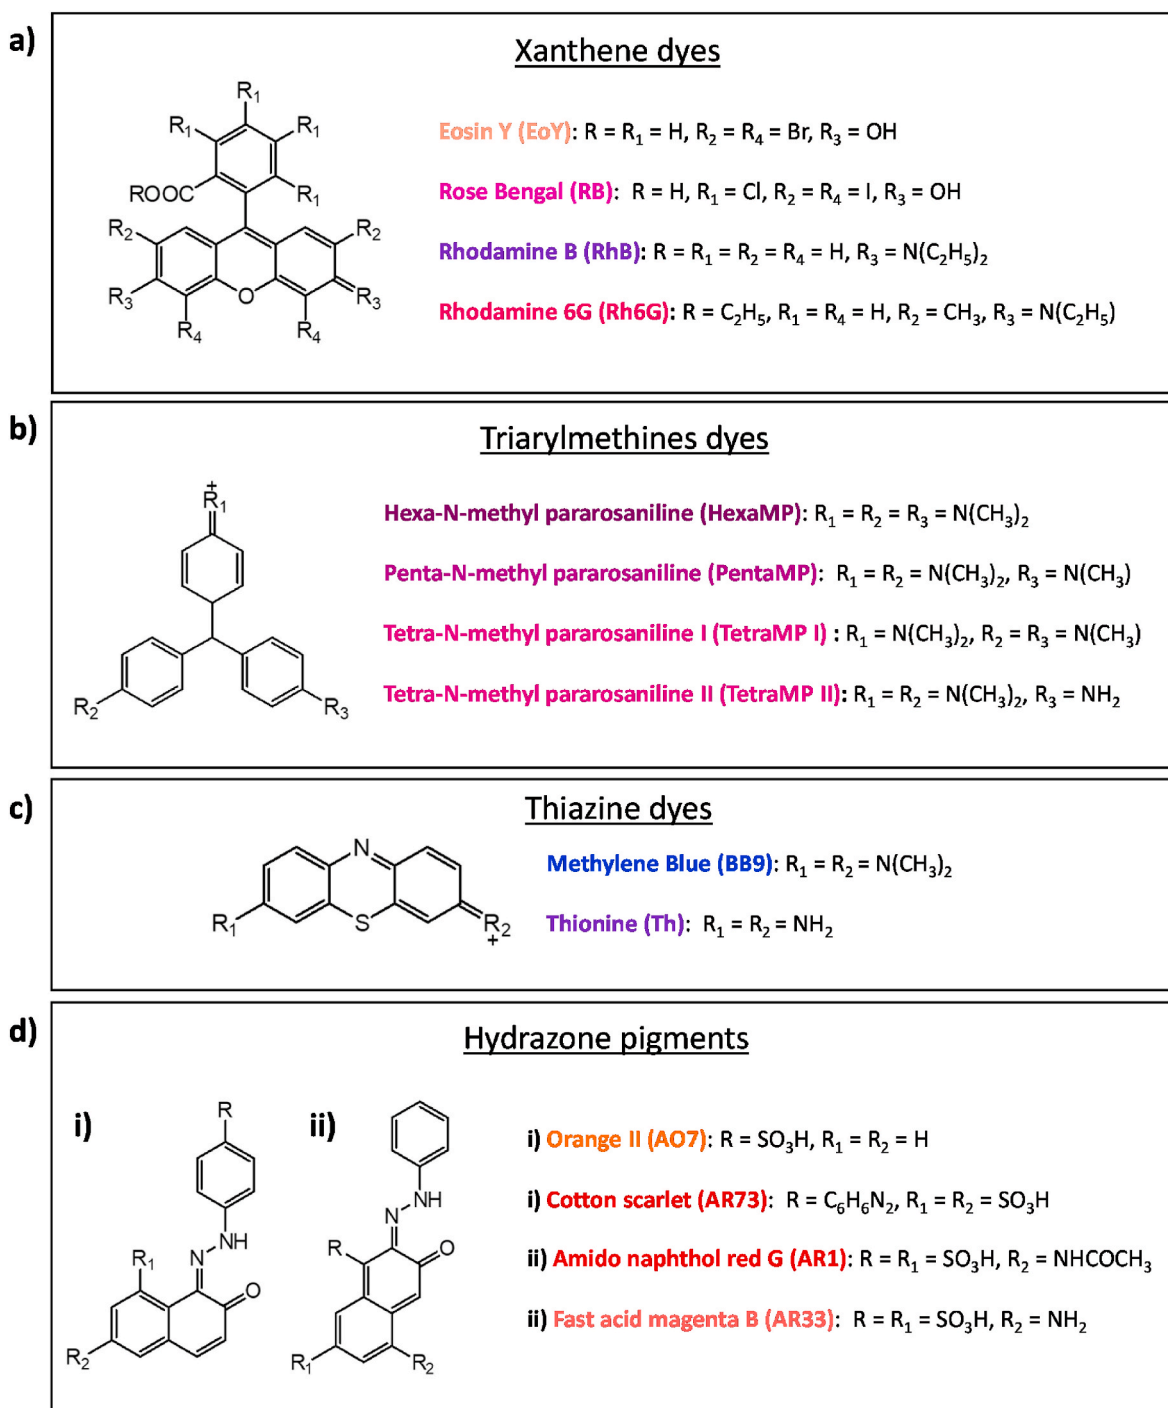 a)
Xanthene dyes
R₁
R₁
R₁
ROOC
R₁
R₂
R₂
R₃
O
R₃
R₄
R₄
Eosin Y (EoY): R = R₁ = H, R₂ = R₄ = Br, R₃ = OH
Rose Bengal (RB): R = H, R₁ = Cl, R₂ = R₄ = I, R₃ = OH
Rhodamine B (RhB): R = R₁ = R₂ = R₄ = H, R₃ = N(C₂H₅)₂
Rhodamine 6G (Rh6G): R = C₂H₅, R₁ = R₄ = H, R₂ = CH₃, R₃ = N(C₂H₅)
b)
Triarylmethines dyes
+
R₁
R₂
R₃
Hexa-N-methyl pararosaniline (HexaMP): R₁ = R₂ = R₃ = N(CH₃)₂
Penta-N-methyl pararosaniline (PentaMP): R₁ = R₂ = N(CH₃)₂, R₃ = N(CH₃)
Tetra-N-methyl pararosaniline I (TetraMP I) : R₁ = N(CH₃)₂, R₂ = R₃ = N(CH₃)
Tetra-N-methyl pararosaniline II (TetraMP II): R₁ = R₂ = N(CH₃)₂, R₃ = NH₂
c)
Thiazine dyes
N
R₁
S
R₂
+
Methylene Blue (BB9): R₁ = R₂ = N(CH₃)₂
Thionine (Th): R₁ = R₂ = NH₂
d)
Hydrazone pigments
i)
R
N
NH
R₁
O
R₂
ii)
N
NH
R
O
R₁
R₂
i) Orange II (AO7): R = SO₃H, R₁ = R₂ = H
i) Cotton scarlet (AR73): R = C₆H₆N₂, R₁ = R₂ = SO₃H
ii) Amido naphthol red G (AR1): R = R₁ = SO₃H, R₂ = NHCOCH₃
ii) Fast acid magenta B (AR33): R = R₁ = SO₃H, R₂ = NH₂